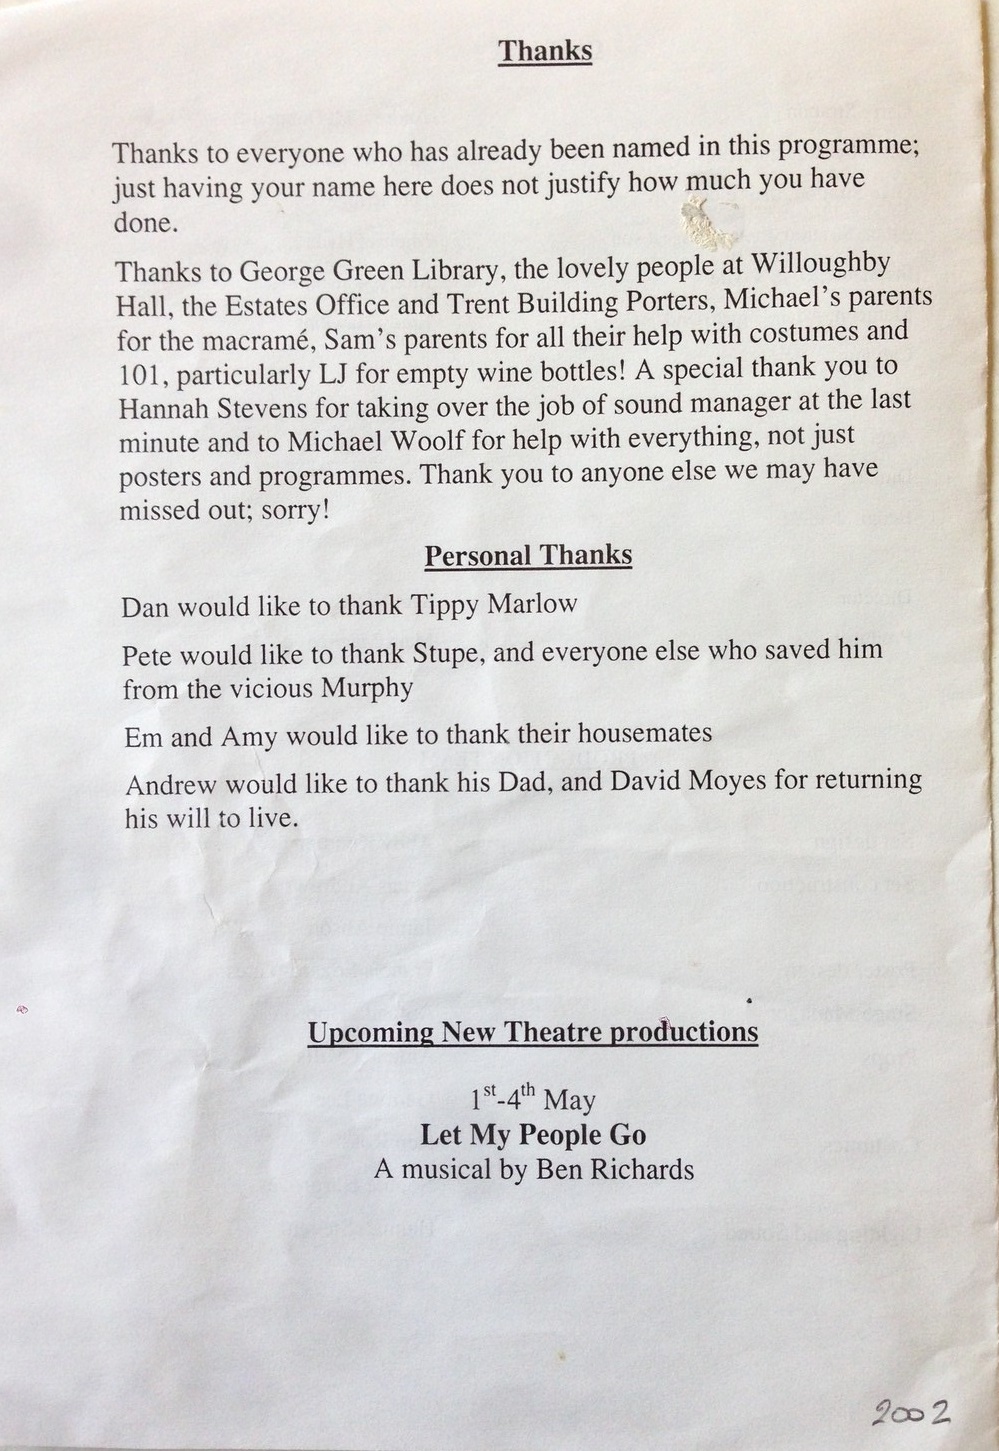 Thanks
Thanks to everyone who has already been named in this programme;
just having your name here does not justify how much you have
done.
Thanks to George Green Library, the lovely people at Willoughby
Hall, the Estates Office and Trent Building Porters, Michael's parents
for the macramé, Sam's parents for all their help with costumes and
101, particularly LJ for empty wine bottles! A special thank you to
Hannah Stevens for taking over the job of sound manager at the last
minute and to Michael Woolf for help with everything, not just
posters and programmes. Thank you to anyone else we may have
missed out; sorry!
Personal Thanks
Dan would like to thank Tippy Marlow
Pete would like to thank Stupe, and everyone else who saved him
from the vicious Murphy
Em and Amy would like to thank their housemates
Andrew would like to thank his Dad, and David Moyes for returning
his will to live.
Upcoming New Theatre productions
1st-4th May
Let My People Go
A musical by Ben Richards
2002